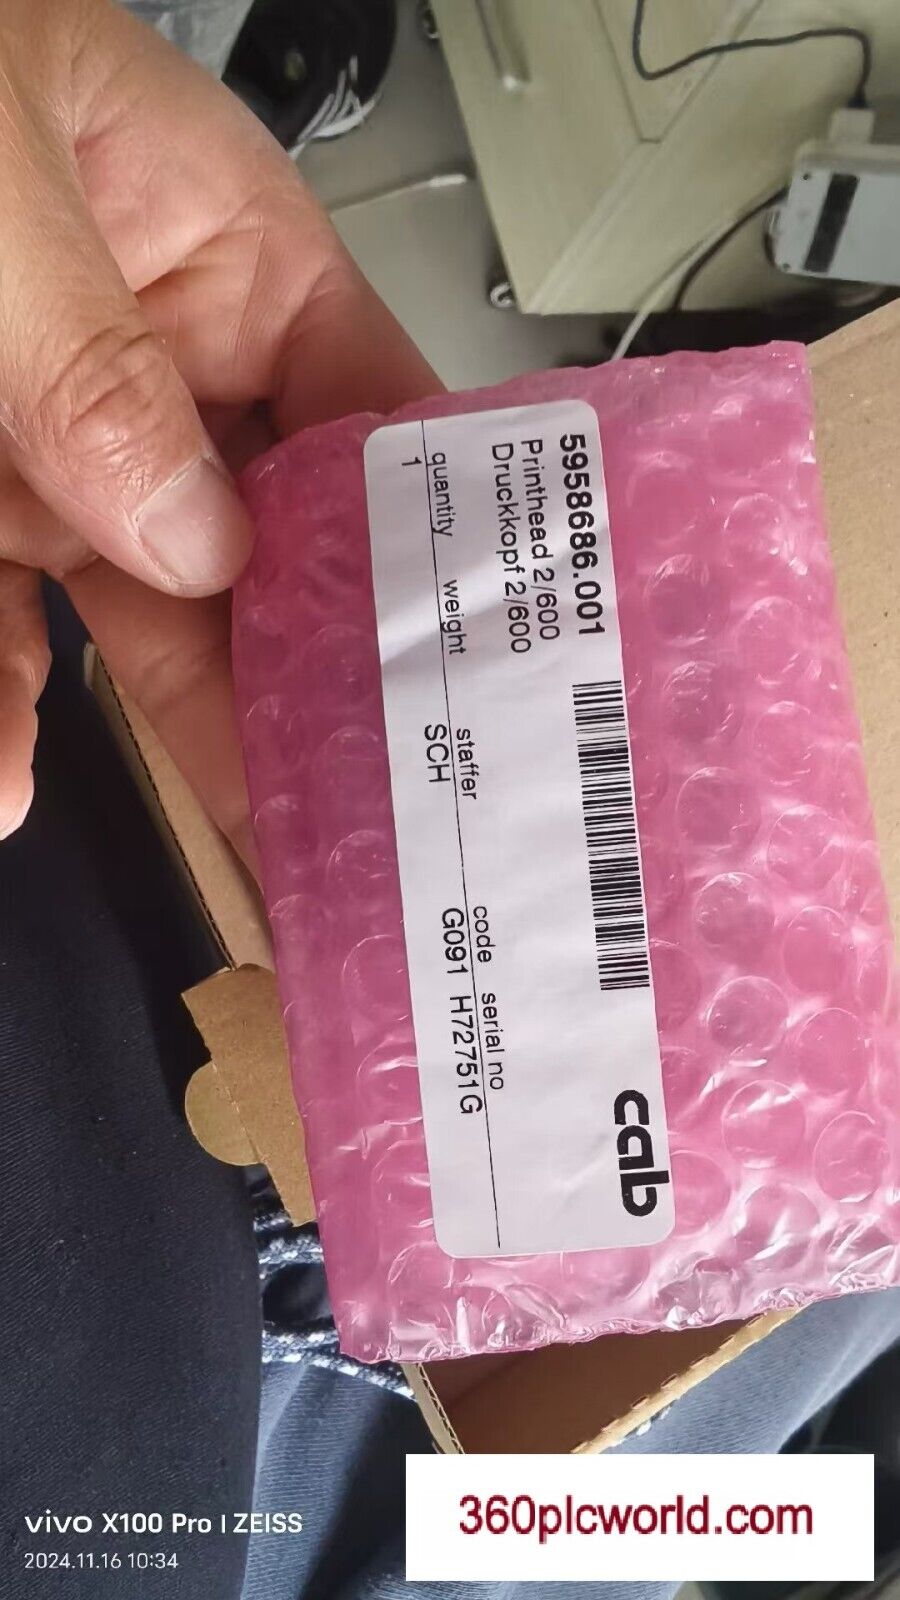 5958686.001
Printhead 2/600
Druckkopf 2/600
cab
quantity weight staffer code serial no
1 SCH G091 H72751G
vivo X100 Pro | ZEISS
2024.11.16 10:34
360plcworld.com